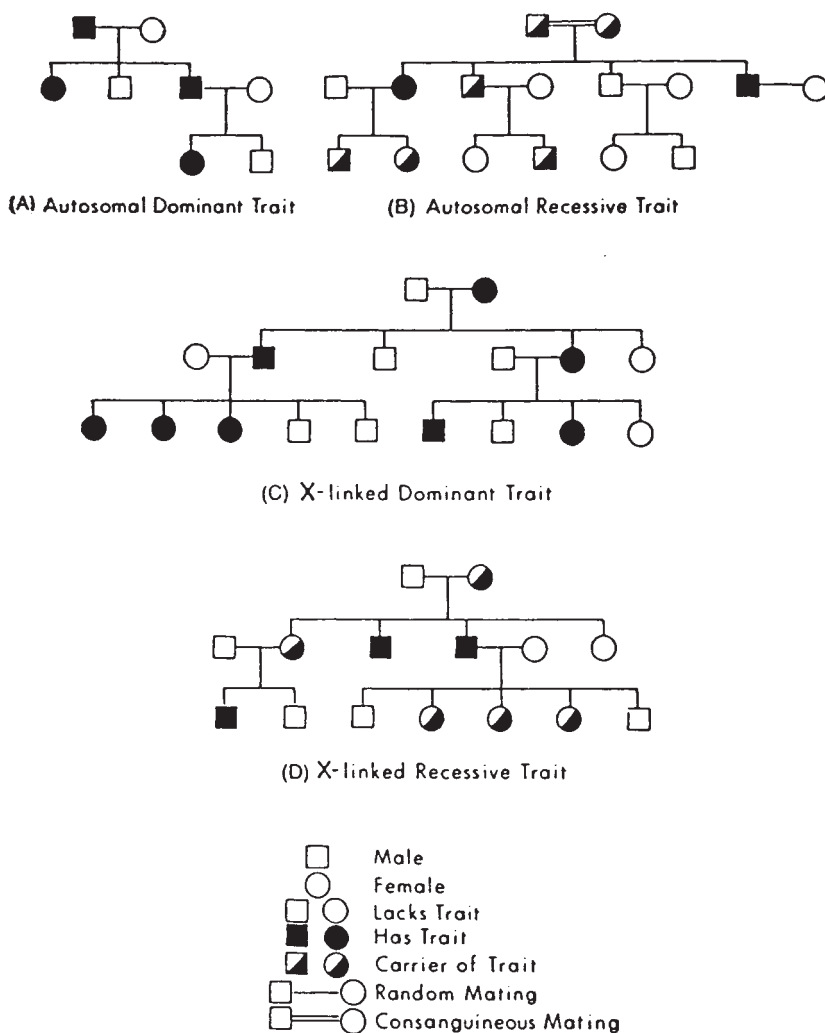 (A) Autosomal Dominant Trait
(B) Autosomal Recessive Trait
(C) X-linked Dominant Trait
(D) X-linked Recessive Trait
Male
Female
Lacks Trait
Has Trait
Carrier of Trait
Random Mating
Consanguineous Mating